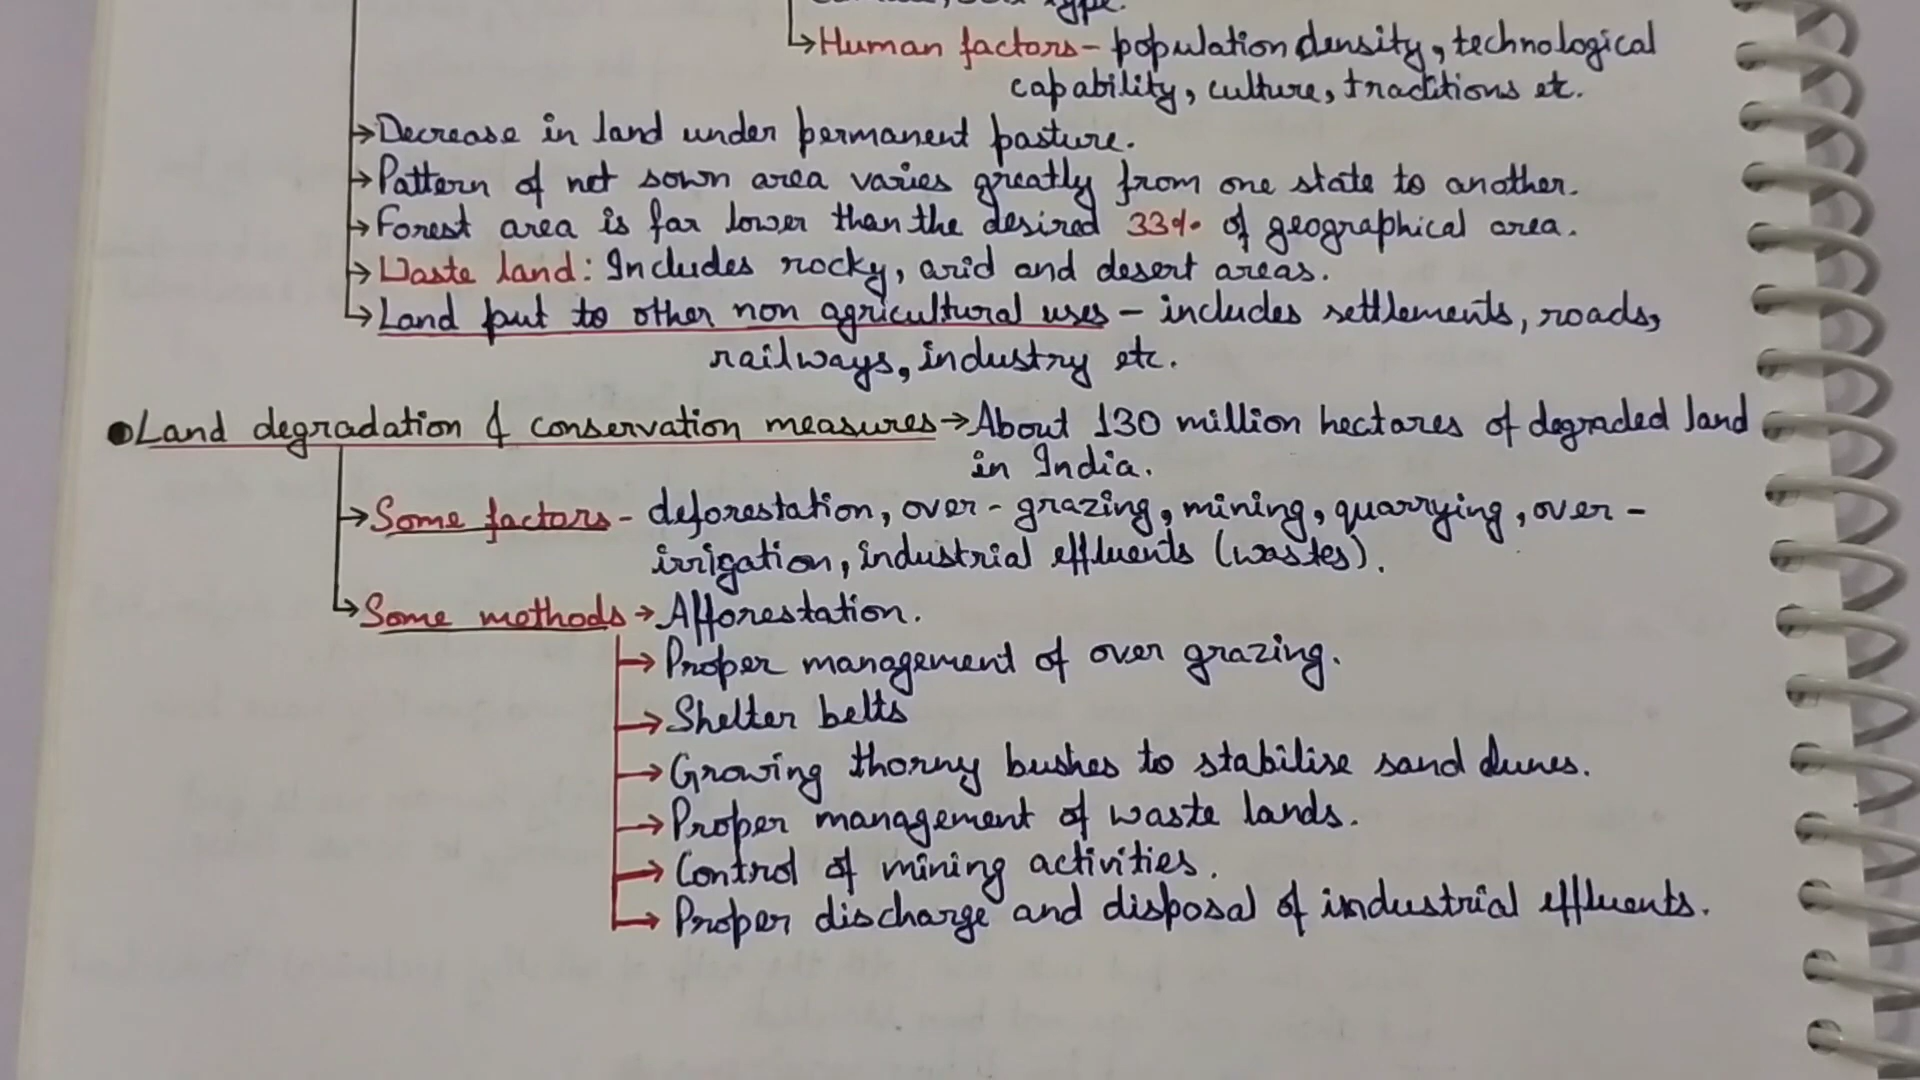 type.
↳Human factors- population density, technological
capability, culture, traditions etc.
→Decrease in land under permanent pasture.
→Pattern of net sown area varies greatly from one state to another.
→Forest area is far lower than the desired 33% of geographical area.
→Waste land: Includes rocky, arid and desert areas.
↳Land put to other non agricultural uses - includes settlements, roads,
railways, industry etc.
●Land degradation & conservation measures→About 130 million hectares of degraded land
in India.
→Some factors- deforestation, over-grazing, mining, quarrying, over-
irrigation, industrial effluents (wastes).
↳Some methods→Afforestation.
→Proper management of over grazing.
→Shelter belts
→Growing thorny bushes to stabilise sand dunes.
→Proper management of waste lands.
→Control of mining activities.
→Proper discharge and disposal of industrial effluents.